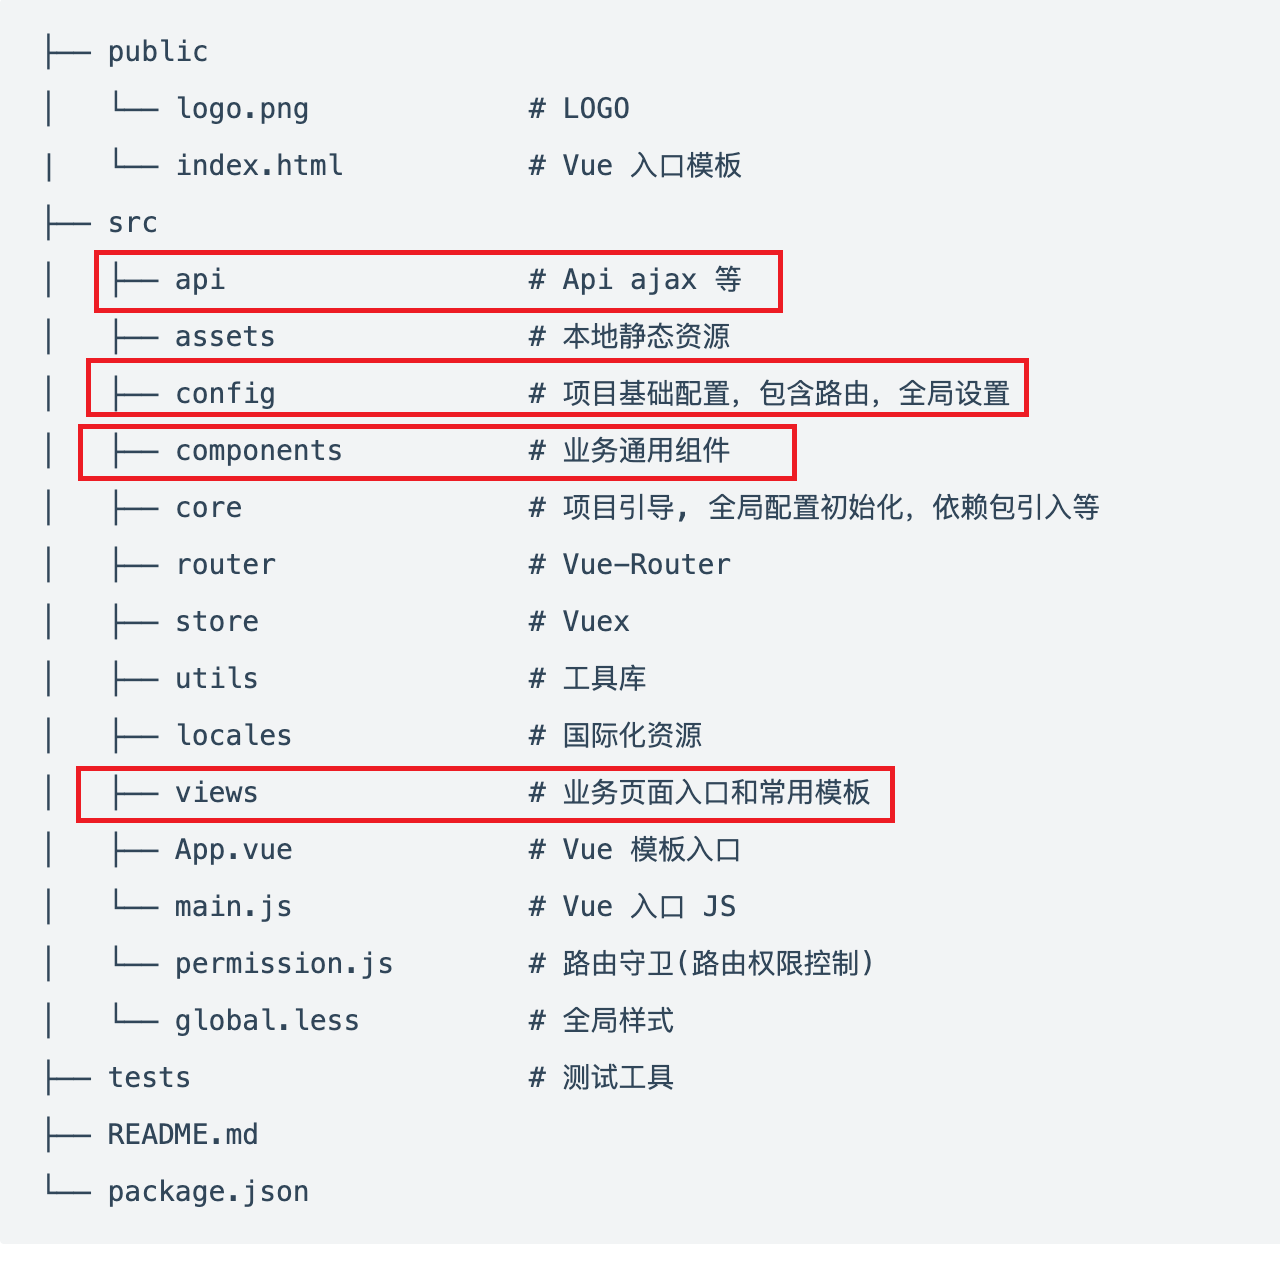 ├── public
│   └── logo.png             # LOGO
|   └── index.html           # Vue 入口模板
├── src
│   ├── api                  # Api ajax 等
│   ├── assets               # 本地静态资源
│   ├── config               # 项目基础配置，包含路由，全局设置
│   ├── components           # 业务通用组件
│   ├── core                 # 项目引导, 全局配置初始化，依赖包引入等
│   ├── router               # Vue-Router
│   ├── store                # Vuex
│   ├── utils                # 工具库
│   ├── locales              # 国际化资源
│   ├── views                # 业务页面入口和常用模板
│   ├── App.vue              # Vue 模板入口
│   └── main.js              # Vue 入口 JS
│   └── permission.js        # 路由守卫(路由权限控制)
│   └── global.less          # 全局样式
├── tests                    # 测试工具
├── README.md
└── package.json